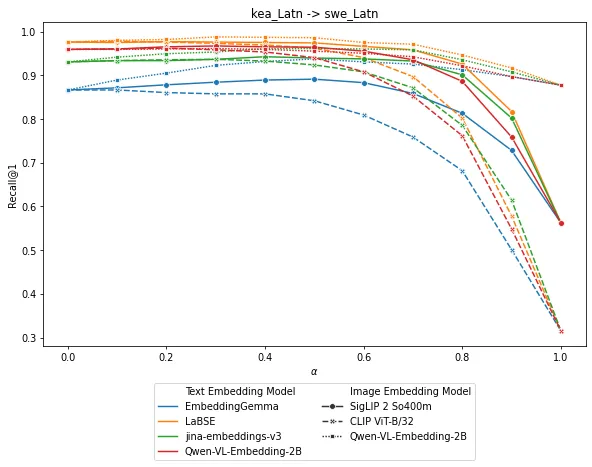 kea_Latn -> swe_Latn
1.0
0.9
0.8
0.7
0.6
0.5
0.4
0.3
Recall@1
0.0 0.2 0.4 0.6 0.8 1.0
α
Text Embedding Model Image Embedding Model
EmbeddingGemma SigLIP 2 So400m
LaBSE CLIP ViT-B/32
jina-embeddings-v3 Qwen-VL-Embedding-2B
Qwen-VL-Embedding-2B